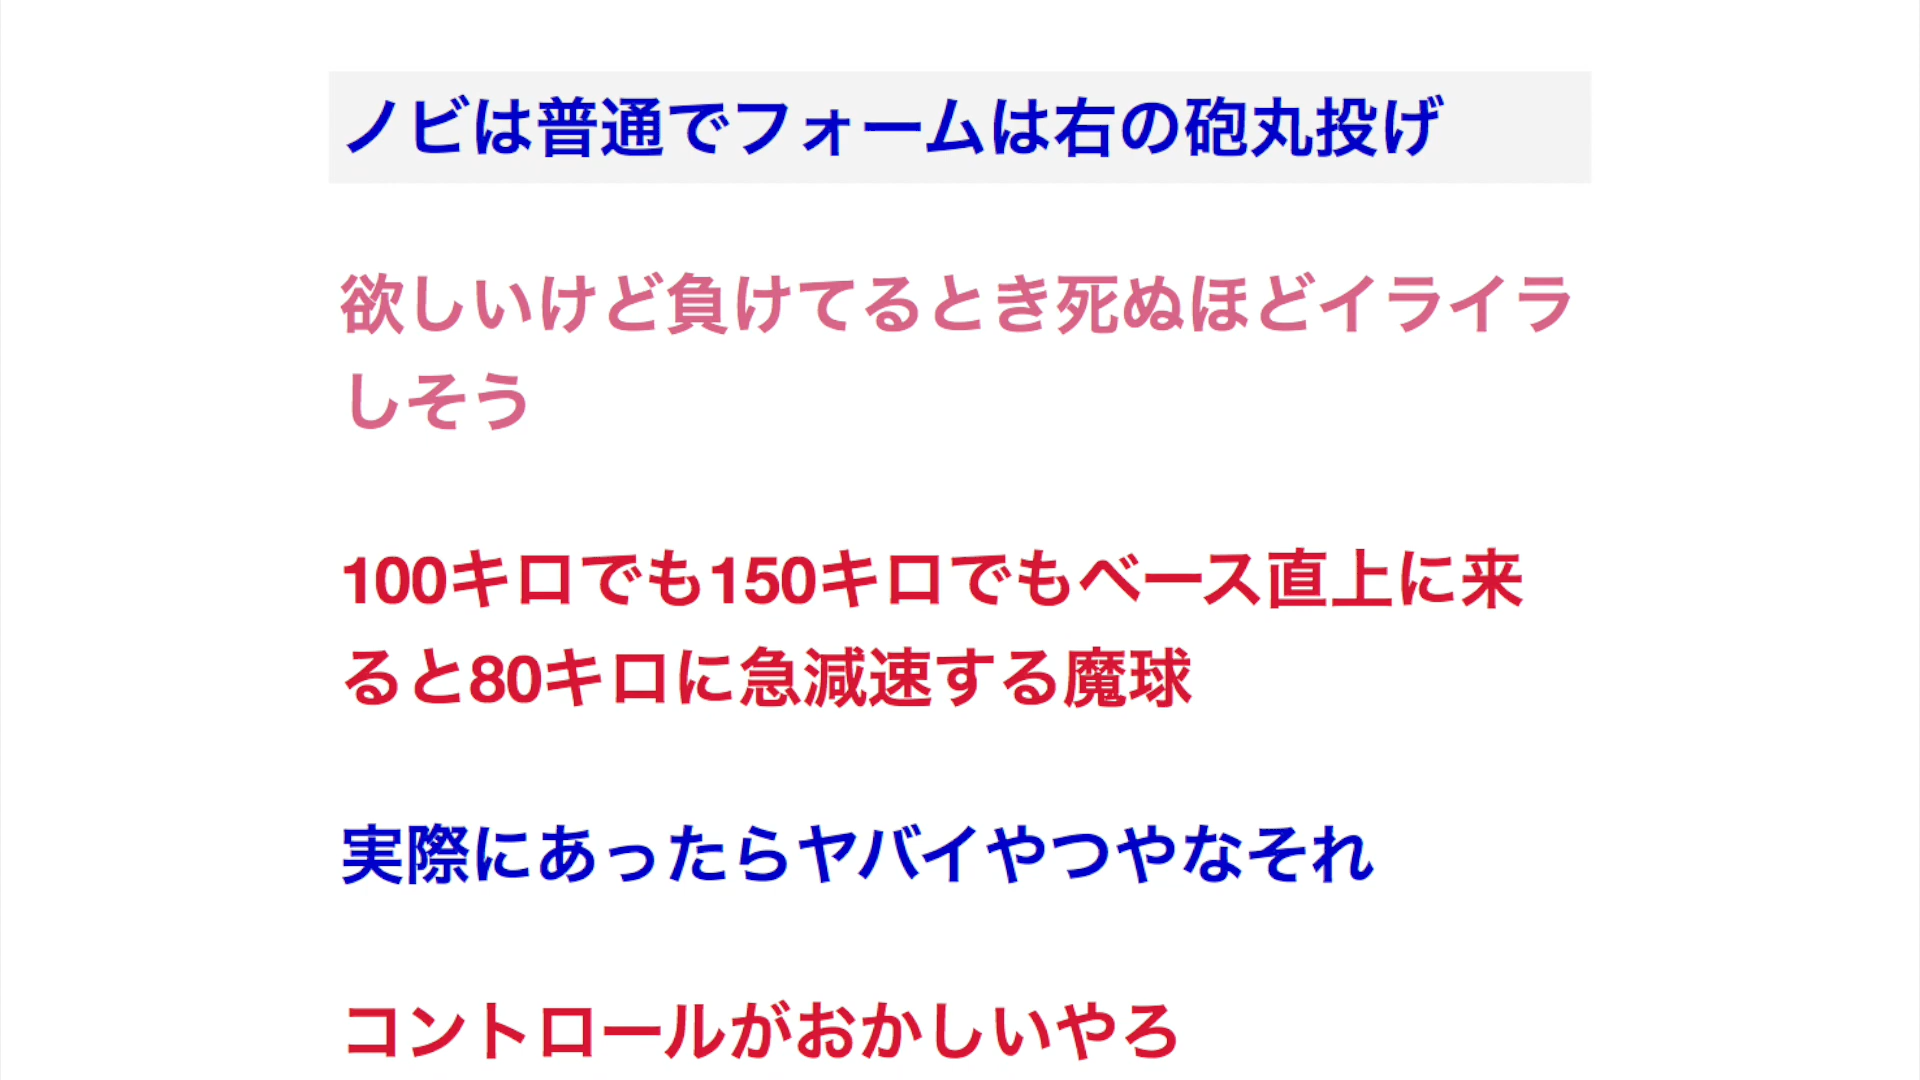 ノビは普通でフォームは右の砲丸投げ
欲しいけど負けてるとき死ぬほどイライラ
しそう
100キロでも150キロでもベース直上に来
ると80キロに急減速する魔球
実際にあったらヤバイやつやなそれ
コントロールがおかしいやろ